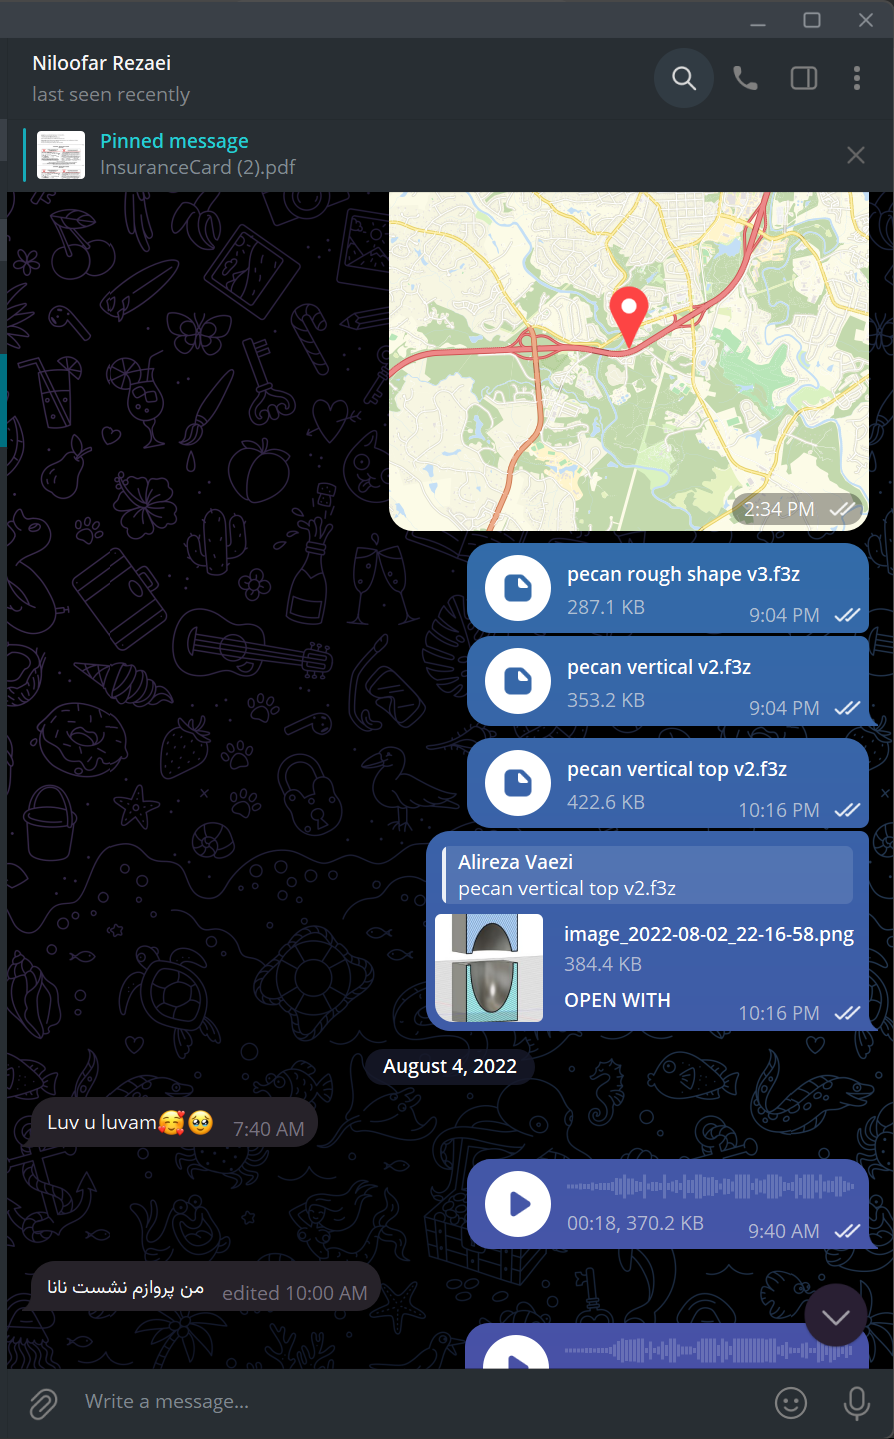 Niloofar Rezaei
last seen recently
Pinned message
InsuranceCard (2).pdf
2:34 PM
pecan rough shape v3.f3z
287.1 KB
9:04 PM
pecan vertical v2.f3z
353.2 KB
9:04 PM
pecan vertical top v2.f3z
422.6 KB
10:16 PM
Alireza Vaezi
pecan vertical top v2.f3z
image_2022-08-02_22-16-58.png
384.4 KB
OPEN WITH
10:16 PM
August 4, 2022
Luv u luvam🥰🥹
7:40 AM
00:18, 370.2 KB
9:40 AM
من پروازم نشست نانا
edited 10:00 AM
Write a message...